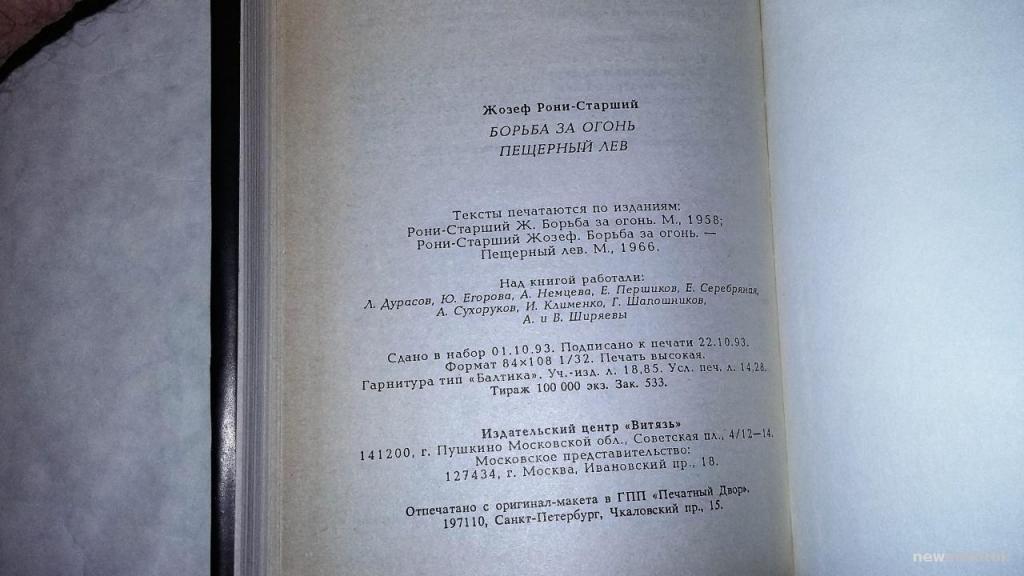 Жозеф Рони-Старший
БОРЬБА ЗА ОГОНЬ
ПЕЩЕРНЫЙ ЛЕВ
Тексты печатаются по изданиям:
Рони-Старший Ж. Борьба за огонь. М., 1958;
Рони-Старший Жозеф. Борьба за огонь. —
Пещерный лев. М., 1966.
Над книгой работали:
Л. Дурасов, Ю. Егорова, А. Немцева, Е. Першиков, Е. Серебряная,
А. Сухоруков, И. Клименко, Г. Шапошников,
А. и В. Ширяевы
Сдано в набор 01.10.93. Подписано к печати 22.10.93.
Формат 84×108 1/32. Печать высокая.
Гарнитура тип «Балтика». Уч.-изд. л. 18,85. Усл. печ. л. 14,28.
Тираж 100 000 экз. Зак. 533.
Издательский центр «Витязь»
141200, г. Пушкино Московской обл., Советская пл., 4/12—14.
Московское представительство:
127434, г. Москва, Ивановский пр., 18.
Отпечатано с оригинал-макета в ГПП «Печатный Двор».
197110, Санкт-Петербург, Чкаловский пр., 15.